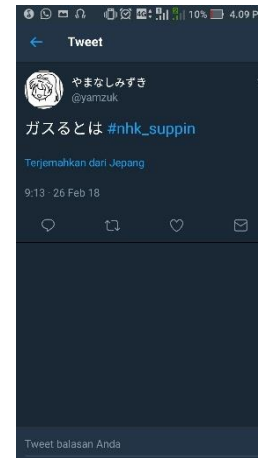 10% 4.09 P
Tweet
やまなしみずき
@yamzuk
ガスるとは #nhk_suppin
Terjemahkan dari Jepang
9:13 · 26 Feb 18
Tweet balasan Anda